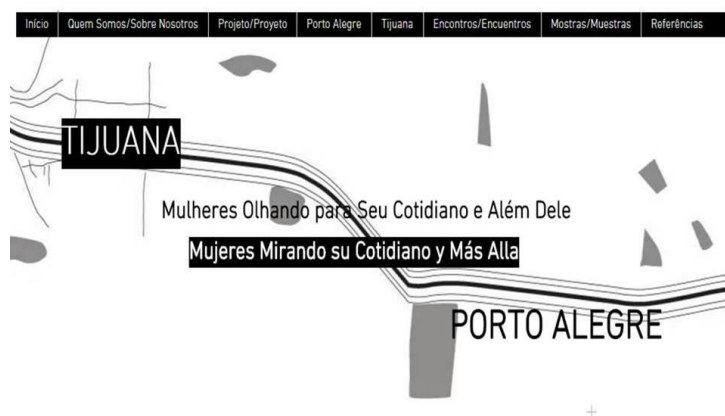 Início Quem Somos/Sobre Nosotros Projeto/Proyeto Porto Alegre Tijuana Encontros/Encuentros Mostras/Muestras Referências
TIJUANA
Mulheres Olhando para Seu Cotidiano e Além Dele
Mujeres Mirando su Cotidiano y Más Alla
PORTO ALEGRE